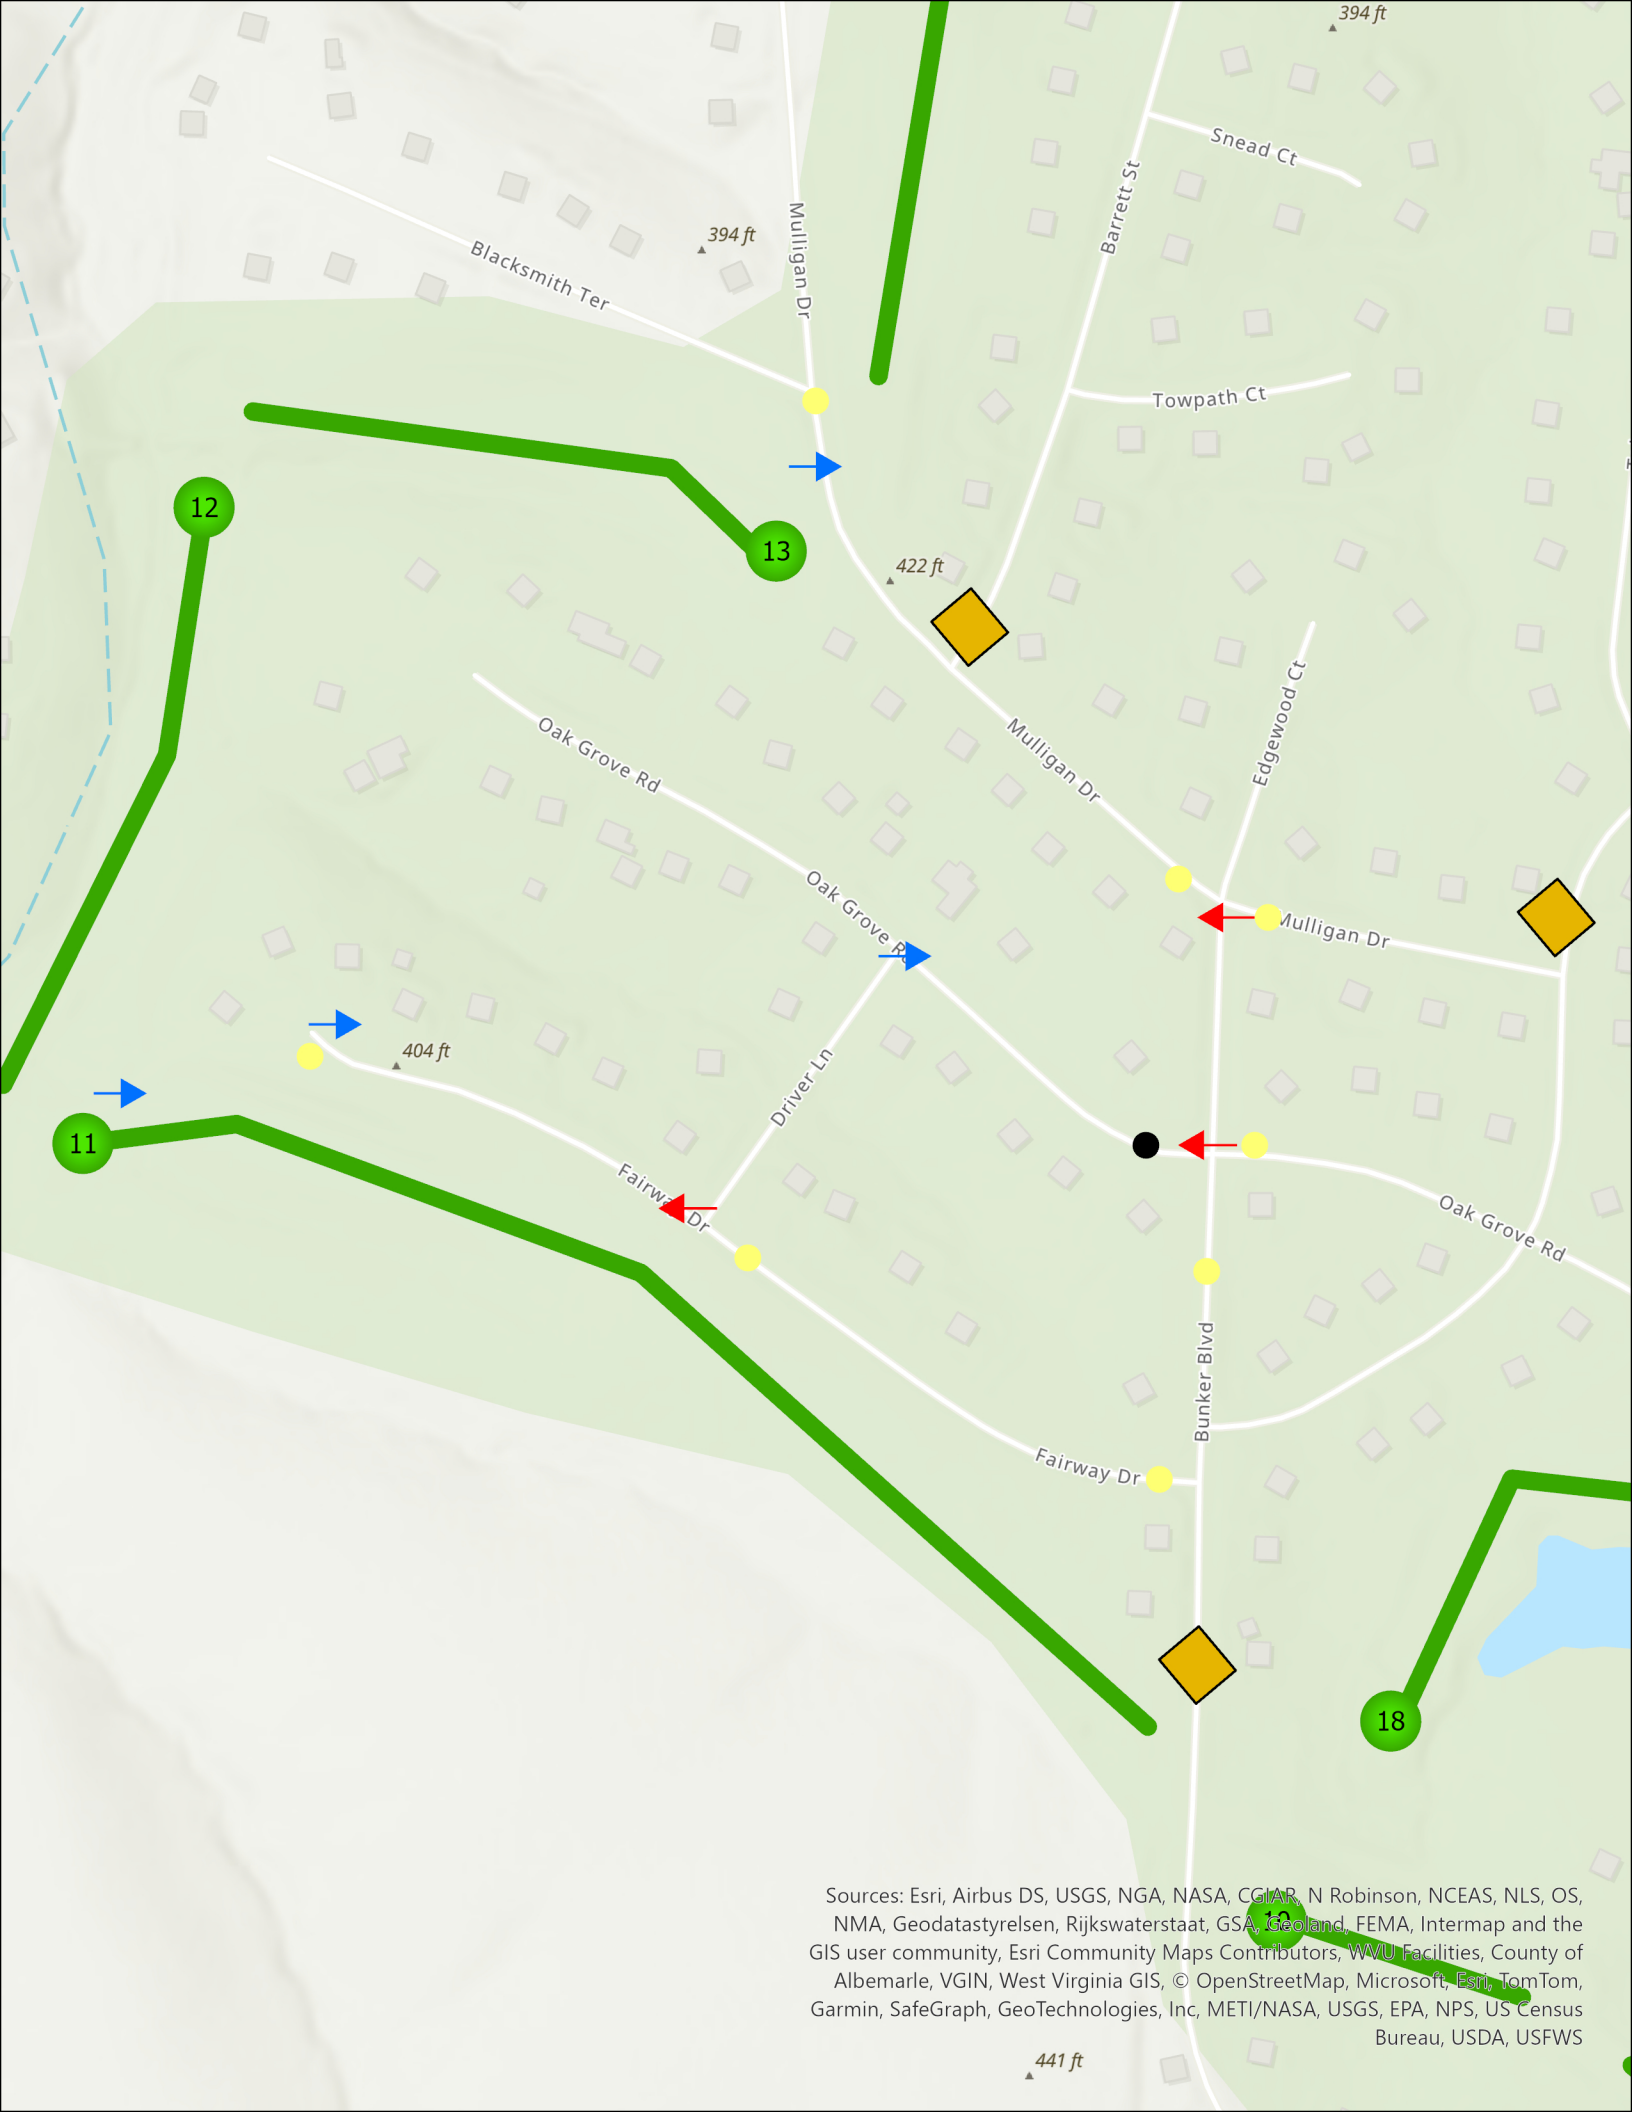 394 ft
Snead Ct
Barrett St
Mulligan Dr
394 ft
Blacksmith Ter
Towpath Ct
12
13
422 ft
Edgewood Ct
Oak Grove Rd
Mulligan Dr
Oak Grove Rd
Mulligan Dr
404 ft
Driver Ln
11
Fairway Dr
Oak Grove Rd
Bunker Blvd
Fairway Dr
18
Sources: Esri, Airbus DS, USGS, NGA, NASA, CGIAR, N Robinson, NCEAS, NLS, OS,
NMA, Geodatastyrelsen, Rijkswaterstaat, GSA, Geoland, FEMA, Intermap and the
GIS user community, Esri Community Maps Contributors, WVU Facilities, County of
Albemarle, VGIN, West Virginia GIS, © OpenStreetMap, Microsoft, Esri, TomTom,
Garmin, SafeGraph, GeoTechnologies, Inc, METI/NASA, USGS, EPA, NPS, US Census
Bureau, USDA, USFWS
441 ft